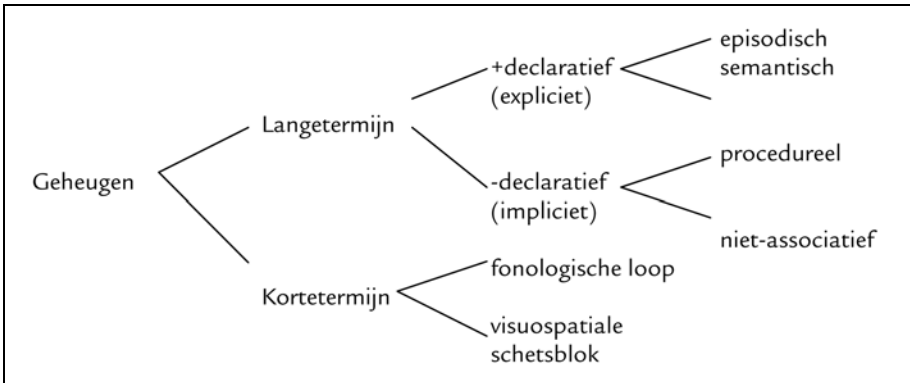 episodisch
semantisch
+declaratief
(expliciet)
Langetermijn
procedureel
Geheugen
-declaratief
(impliciet)
niet-associatief
fonologische loop
Kortetermijn
visuospatiale
schetsblok